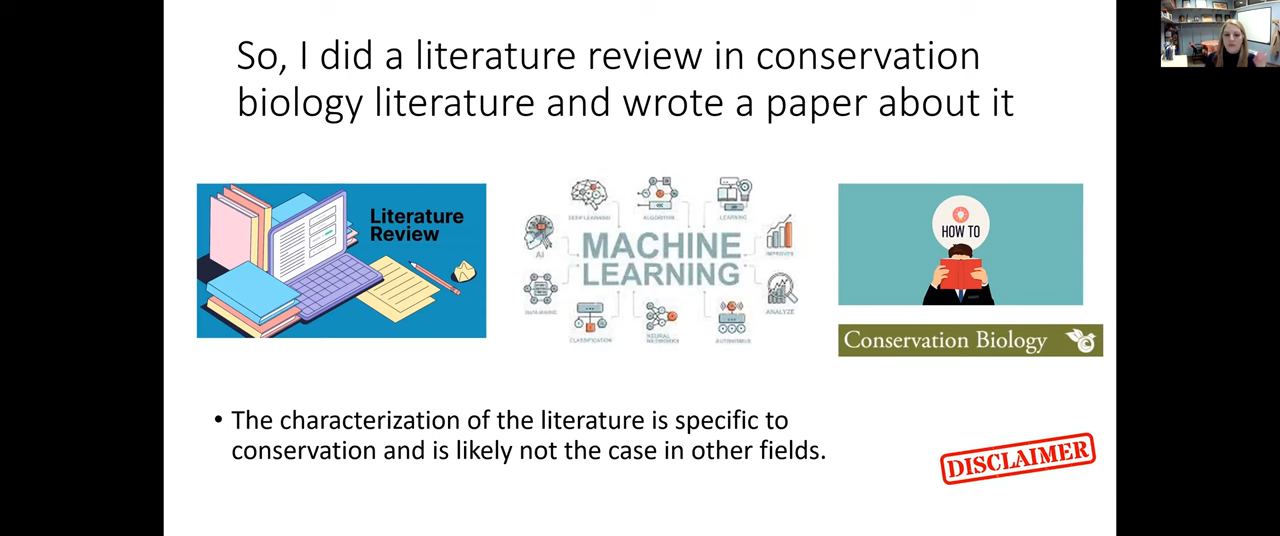 So, I did a literature review in conservation
biology literature and wrote a paper about it
Literature
Review
DEEP LEARNING
ALGORITHM
LEARNING
AI
MACHINE
LEARNING
IMPROVES
DATA MINING
ANALYZE
CLASSIFICATION
NEURAL
NETWORKS
AUTONOMUS
HOW TO
Conservation Biology
• The characterization of the literature is specific to
conservation and is likely not the case in other fields.
DISCLAIMER